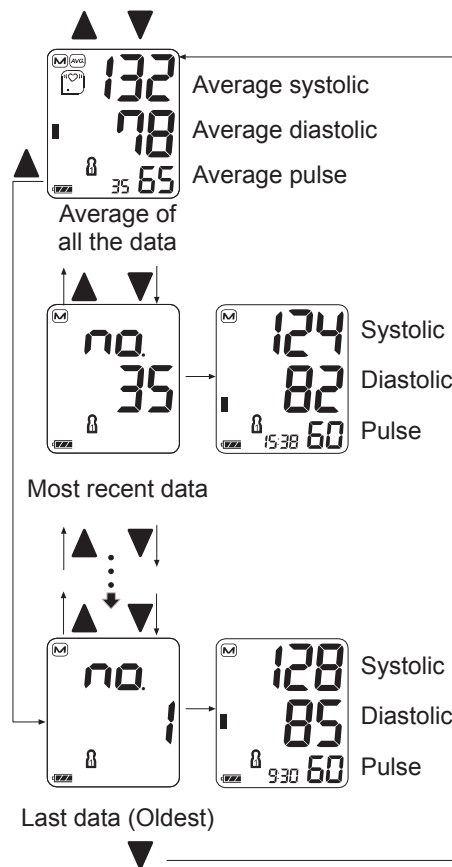 M AVG.
132
Average systolic
78
Average diastolic
35 65
Average pulse
Average of
all the data
M
no.
35
M
124
Systolic
82
Diastolic
15:38 60
Pulse
Most recent data
M
no.
1
M
128
Systolic
85
Diastolic
9:30 60
Pulse
Last data (Oldest)